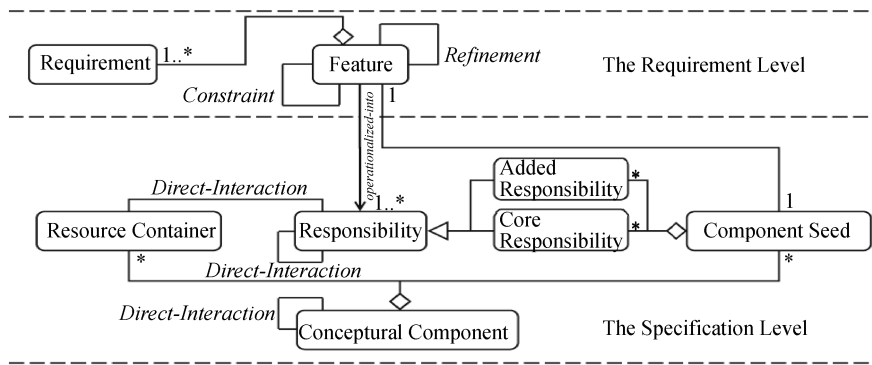 1..*
Requirement
Feature
Refinement
The Requirement Level
Constraint
1
operationalized-into
Added
Responsibility
*
Direct-Interaction
1..*
1
Resource Container
Responsibility
Core
Responsibility
*
Component Seed
*
Direct-Interaction
*
Direct-Interaction
Conceptural Component
The Specification Level